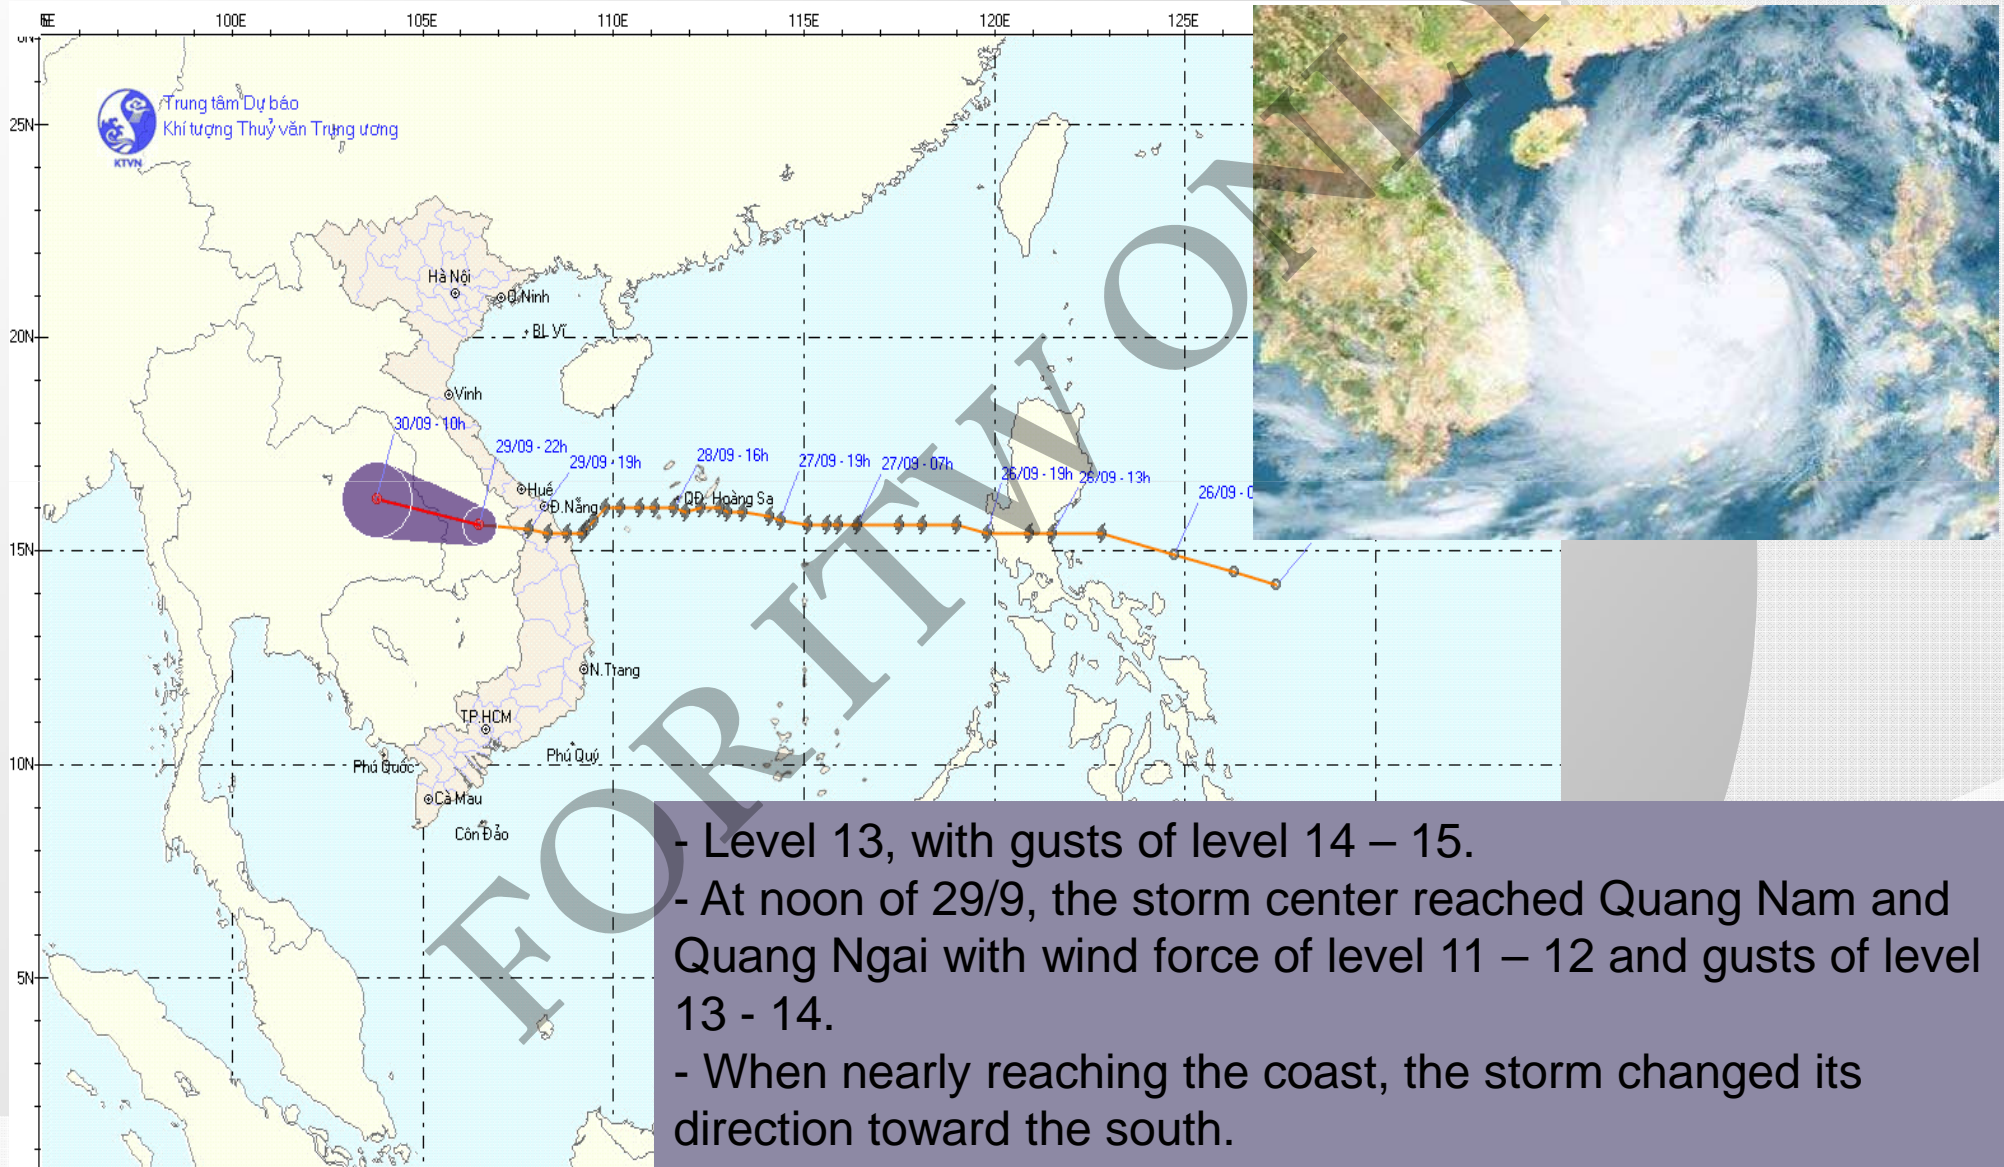 100E 105E 110E 115E 120E 125E
25N
20N
15N
10N
5N
Trung tâm Dự báo
Khí tượng Thuỷ văn Trung ương
KTVN
Hà Nội
Q.Ninh
BL Vĩ
Vinh
30/09 - 10h
29/09 - 22h
29/09 - 19h
28/09 - 16h
27/09 - 19h
27/09 - 07h
26/09 - 19h
26/09 - 13h
Huế
Đ.Nẵng
QĐ. Hoàng Sa
N.Trang
TP.HCM
Phú Quốc
Phú Quý
Cà Mau
Côn Đảo
FOR ITW ONLY
- Level 13, with gusts of level 14 – 15.
- At noon of 29/9, the storm center reached Quang Nam and
Quang Ngai with wind force of level 11 – 12 and gusts of level
13 - 14.
- When nearly reaching the coast, the storm changed its
direction toward the south.